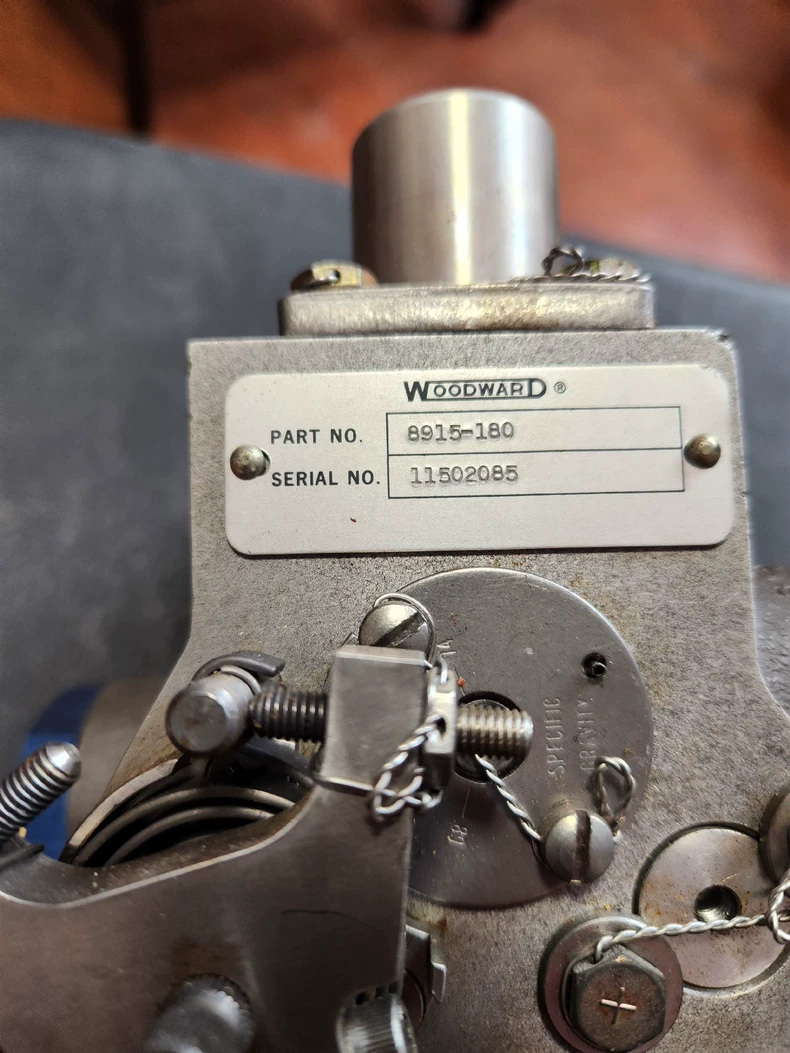 WOODWARD®
PART NO. 8915-180
SERIAL NO. 11502085
SPECIFIC
GRAVITY